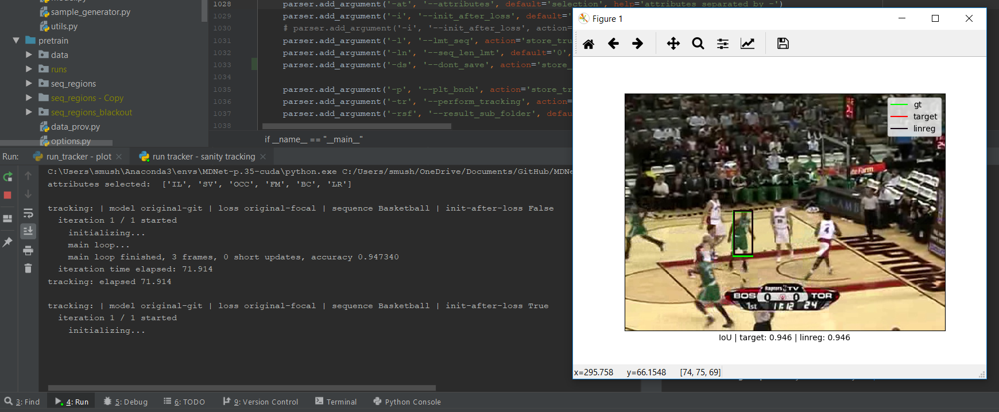 model.py
sample_generator.py
utils.py
pretrain
data
runs
seq_regions
seq_regions - Copy
seq_regions_blackout
data_prov.py
options.py
1028 parser.add_argument('-at', '--attributes', default='selection', help='attributes separated by -')
1029 parser.add_argument('-i', '--init_after_loss', default='
1030 # parser.add_argument('-i', '--init_after_loss', action=
1031 parser.add_argument('-l', '--lmt_seq', action='store_tru
1032 parser.add_argument('-ln', '--seq_len_lmt', default='0',
1033 parser.add_argument('-ds', '--dont_save', action='store_
1034
1035 parser.add_argument('-p', '--plt_bnch', action='store_tr
1036 parser.add_argument('-tr', '--perform_tracking', action=
1037 parser.add_argument('-rsf', '--result_sub_folder', defau
1038
if __name__ == "__main__"
Run: run_tracker - plot run tracker - sanity tracking
C:\Users\smush\Anaconda3\envs\MDNet-p.35-cuda\python.exe C:/Users/smush/OneDrive/Documents/GitHub/MDNe
attributes selected:  ['IL', 'SV', 'OCC', 'FM', 'BC', 'LR']
tracking: | model original-git | loss original-focal | sequence Basketball | init-after-loss False
iteration 1 / 1 started
initializing...
main loop...
main loop finished, 3 frames, 0 short updates, accuracy 0.947340
iteration time elapsed: 71.914
tracking: elapsed 71.914
tracking: | model original-git | loss original-focal | sequence Basketball | init-after-loss True
iteration 1 / 1 started
initializing...
3: Find 4: Run 5: Debug 6: TODO 9: Version Control Terminal Python Console
Figure 1
gt
target
linreg
24
StateFarm
4
RAPTORS
Raptors TV
BOS 0 0 TOR
1st 24
IoU | target: 0.946 | linreg: 0.946
x=295.758 y=66.1548 [74, 75, 69]